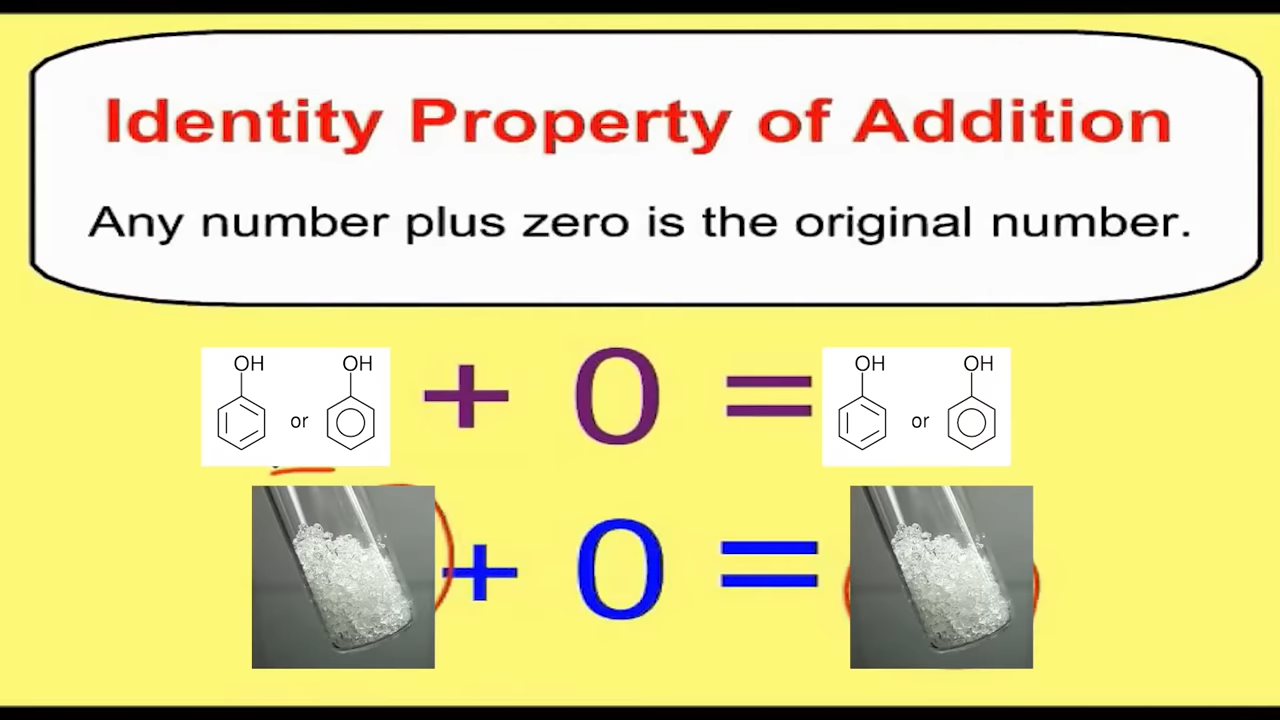 Identity Property of Addition
Any number plus zero is the original number.
OH or OH + 0 = OH or OH
+ 0 =